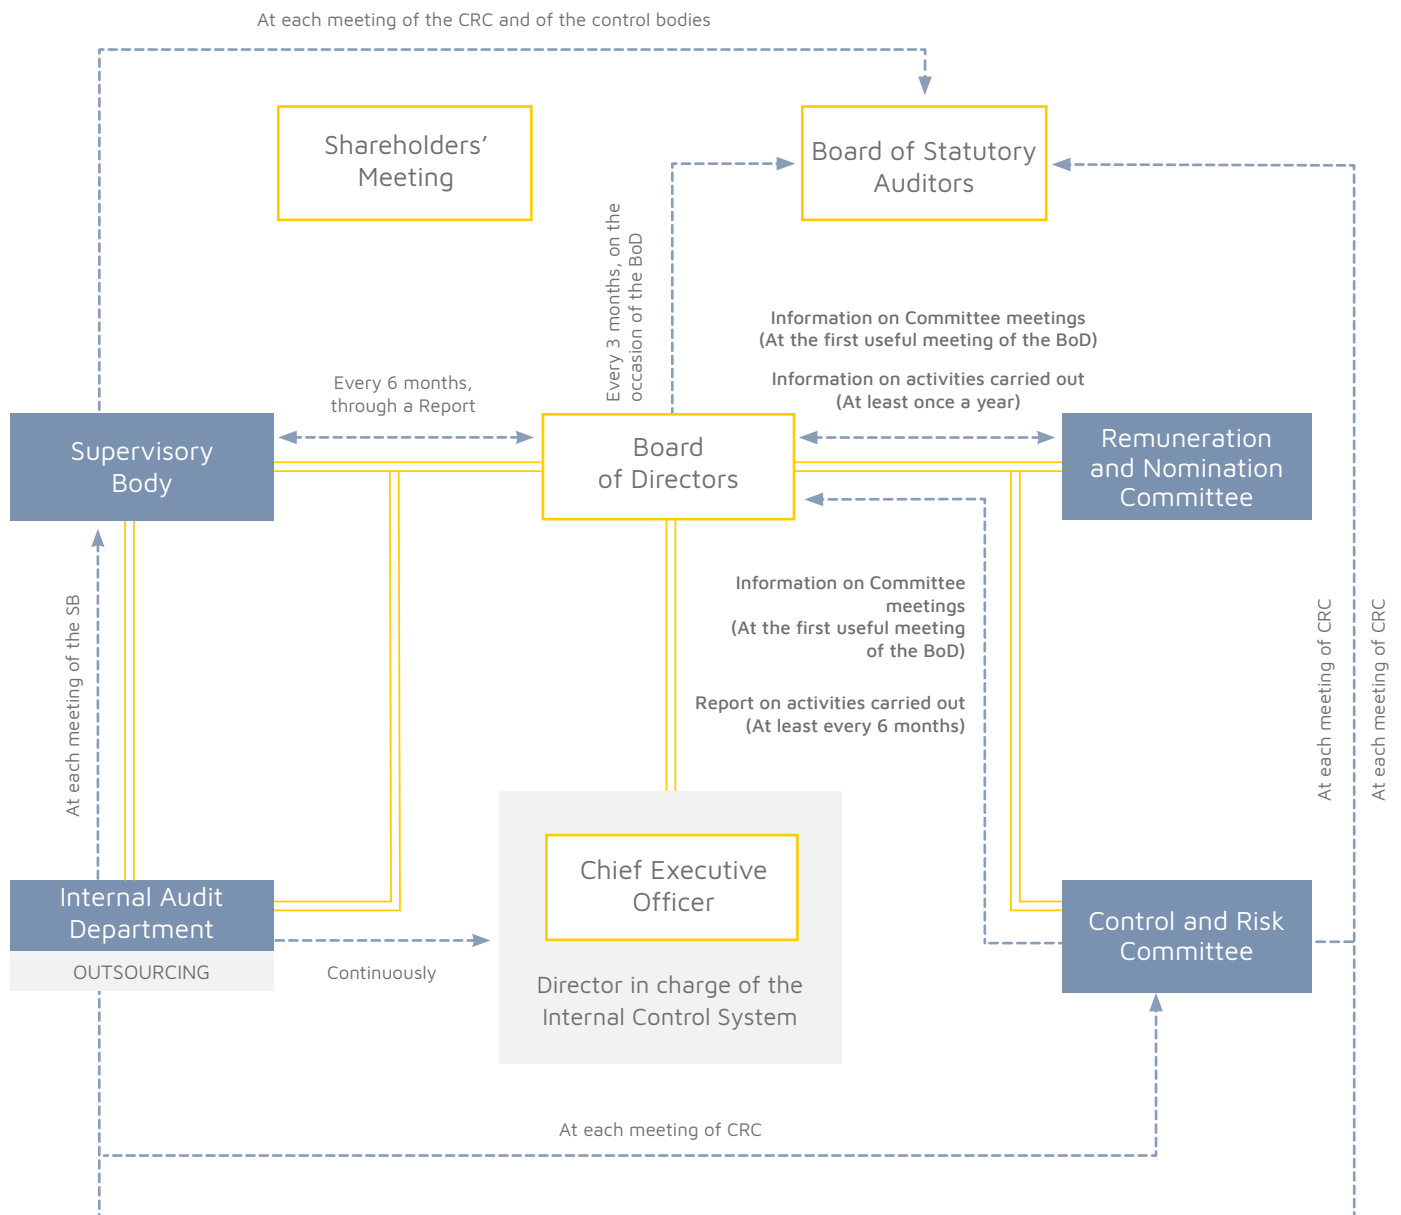 At each meeting of the CRC and of the control bodies
Shareholders’
Meeting
Board of Statutory
Auditors
Every 3 months, on the
occasion of the BoD
Information on Committee meetings
(At the first useful meeting of the BoD)
Information on activities carried out
(At least once a year)
Every 6 months,
through a Report
Supervisory
Body
Board
of Directors
Remuneration
and Nomination
Committee
At each meeting of the SB
Information on Committee
meetings
(At the first useful meeting
of the BoD)
Report on activities carried out
(At least every 6 months)
At each meeting of CRC
At each meeting of CRC
Internal Audit
Department
OUTSOURCING
Continuously
Chief Executive
Officer
Director in charge of the
Internal Control System
Control and Risk
Committee
At each meeting of CRC